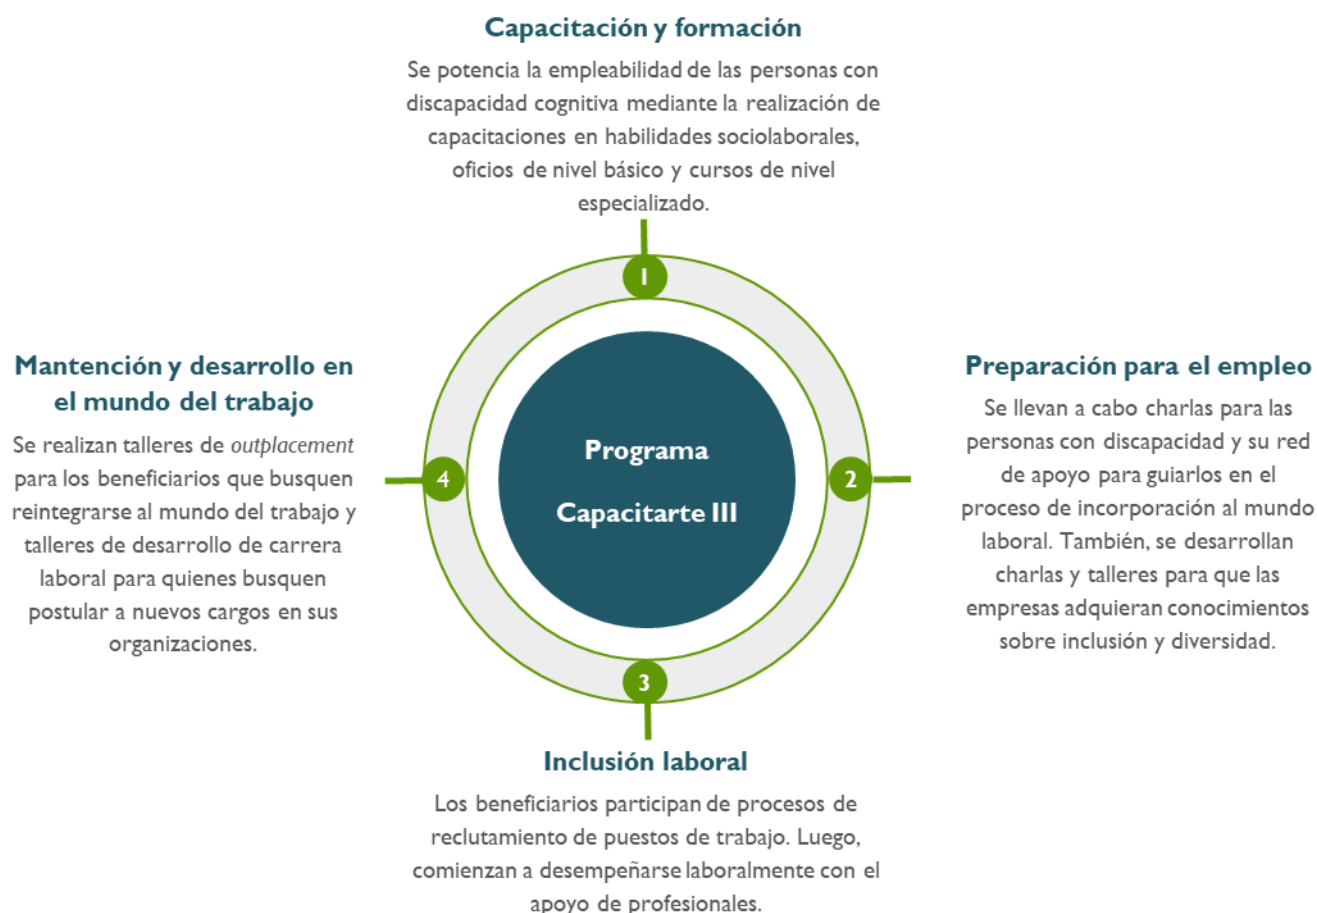 Capacitación y formación
Se potencia la empleabilidad de las personas con
discapacidad cognitiva mediante la realización de
capacitaciones en habilidades sociolaborales,
oficios de nivel básico y cursos de nivel
especializado.
1
Mantención y desarrollo en
el mundo del trabajo
Se realizan talleres de outplacement
para los beneficiarios que busquen
reintegrarse al mundo del trabajo y
talleres de desarrollo de carrera
laboral para quienes busquen
postular a nuevos cargos en sus
organizaciones.
4
Programa
Capacitarte III
2
Preparación para el empleo
Se llevan a cabo charlas para las
personas con discapacidad y su red
de apoyo para guiarlos en el
proceso de incorporación al mundo
laboral. También, se desarrollan
charlas y talleres para que las
empresas adquieran conocimientos
sobre inclusión y diversidad.
3
Inclusión laboral
Los beneficiarios participan de procesos de
reclutamiento de puestos de trabajo. Luego,
comienzan a desempeñarse laboralmente con el
apoyo de profesionales.